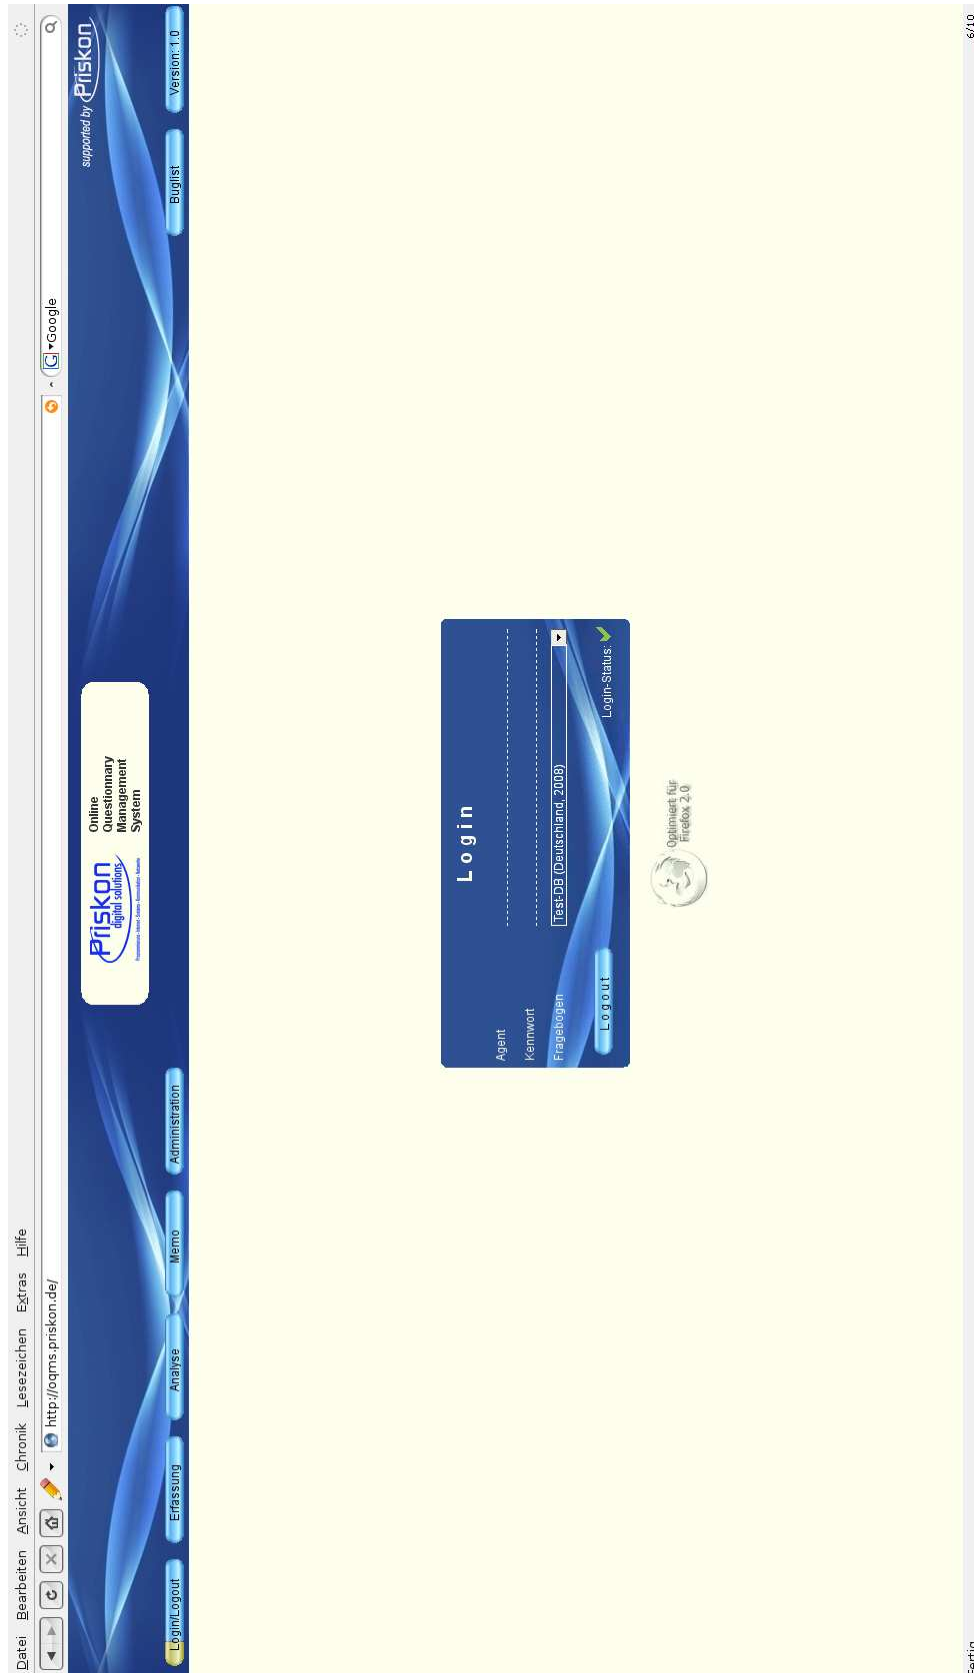 Datei Bearbeiten Ansicht Chronik Lesezeichen Extras Hilfe
http://oqms.priskon.de/
Google
Priskon
digital solutions
Online
Questionnary
Management
System
supported by Priskon
Login/Logout
Erfassung
Analyse
Memo
Administration
Buglist
Version: 1.0
Login
Agent
Kennwort
Fragebogen
Test-DB (Deutschland, 2008)
Logout
Login-Status:
Optimiert für
Firefox 2.0
Fertig
6/10